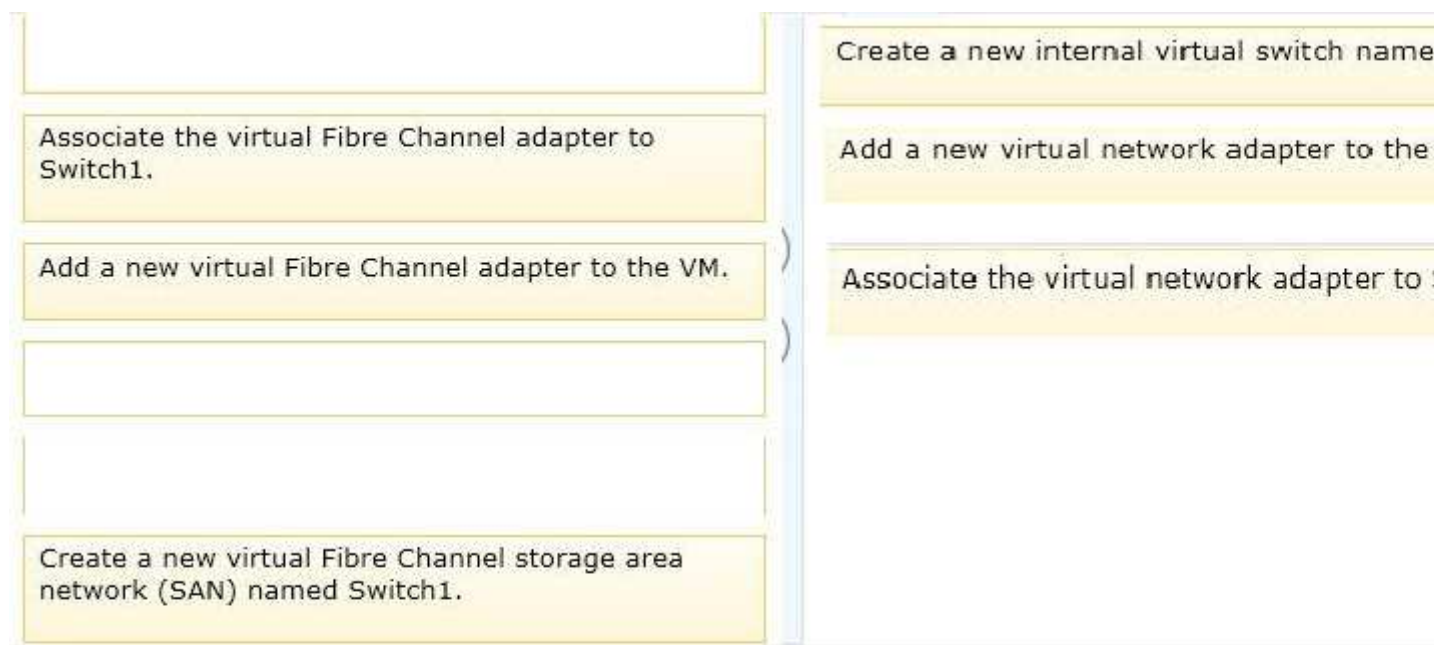 Associate the virtual Fibre Channel adapter to
Switch1.
Add a new virtual Fibre Channel adapter to the VM.
Create a new virtual Fibre Channel storage area
network (SAN) named Switch1.
Create a new internal virtual switch name
Add a new virtual network adapter to the
Associate the virtual network adapter to